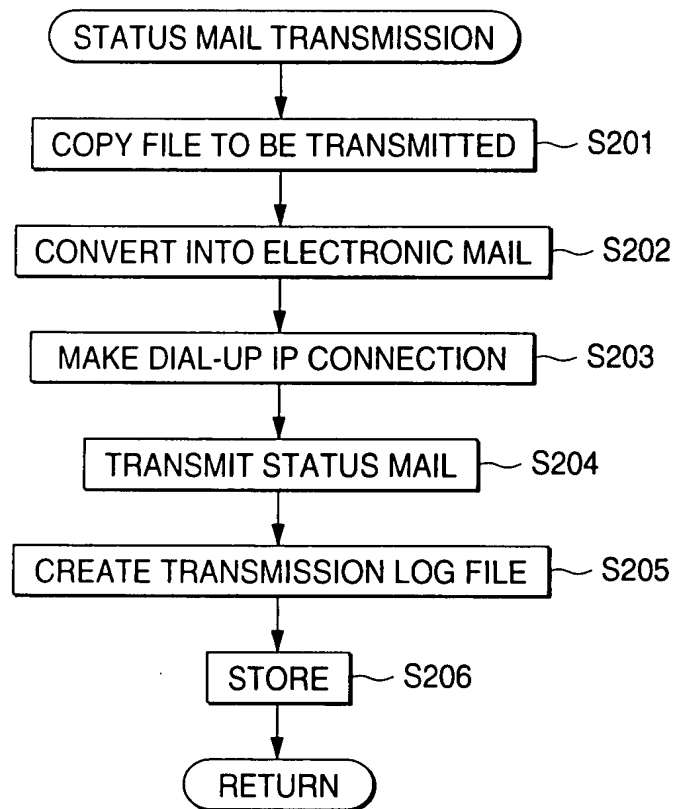 STATUS MAIL TRANSMISSION
COPY FILE TO BE TRANSMITTED S201
CONVERT INTO ELECTRONIC MAIL S202
MAKE DIAL-UP IP CONNECTION S203
TRANSMIT STATUS MAIL S204
CREATE TRANSMISSION LOG FILE S205
STORE S206
RETURN